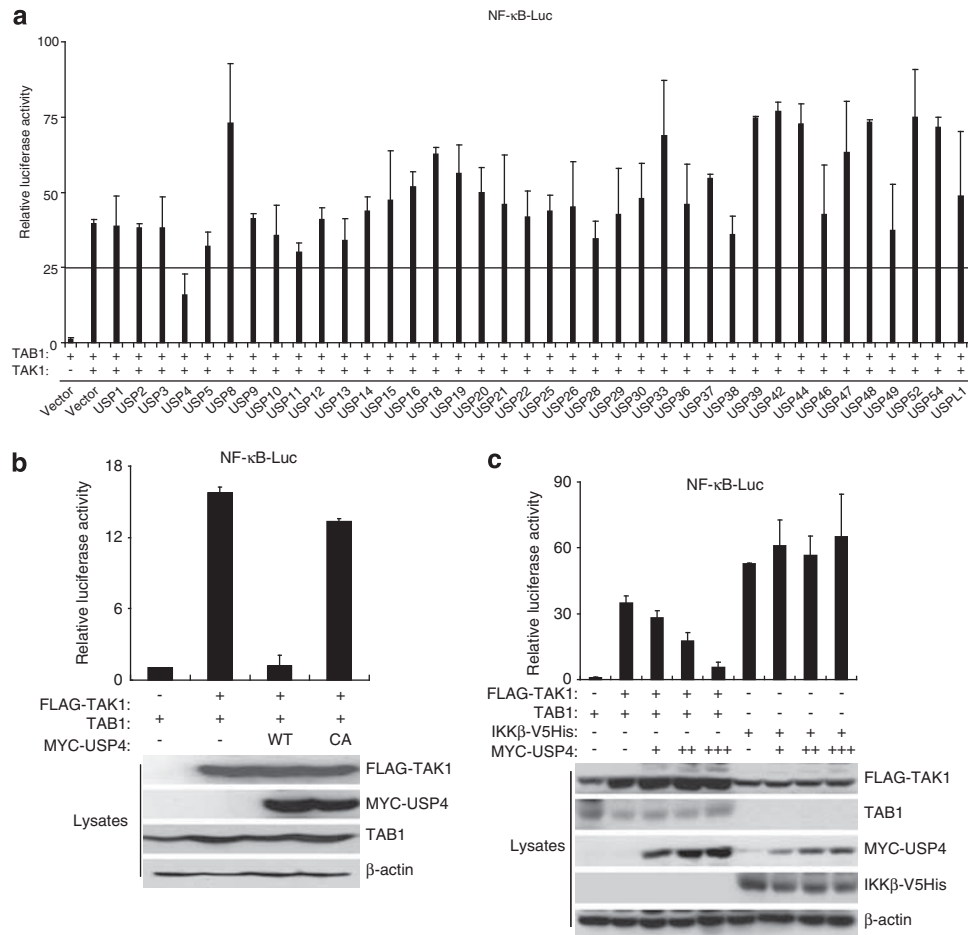 a
NF-κB-Luc
Relative luciferase activity
100
75
50
25
0
TAB1: + + + + + + + + + + + + + + + + + + + + + + + + + + + + + + + + + + + + + + + +
TAK1: - + + + + + + + + + + + + + + + + + + + + + + + + + + + + + + + + + + + + + + +
Vector Vector USP1 USP2 USP3 USP4 USP5 USP8 USP9 USP10 USP11 USP12 USP13 USP14 USP15 USP16 USP18 USP19 USP20 USP21 USP22 USP25 USP26 USP28 USP29 USP30 USP33 USP36 USP37 USP38 USP39 USP42 USP44 USP46 USP47 USP48 USP49 USP52 USP54 USPL1
b
NF-κB-Luc
Relative luciferase activity
18
12
6
0
FLAG-TAK1: - + + +
TAB1: + + + +
MYC-USP4: - - WT CA
Lysates
FLAG-TAK1
MYC-USP4
TAB1
β-actin
c
NF-κB-Luc
Relative luciferase activity
90
60
30
0
FLAG-TAK1: - + + + + - - - -
TAB1: + + + + + - - - -
IKKβ-V5His: - - - - - + + + +
MYC-USP4: - - + ++ +++ - + ++ +++
Lysates
FLAG-TAK1
TAB1
MYC-USP4
IKKβ-V5His
β-actin